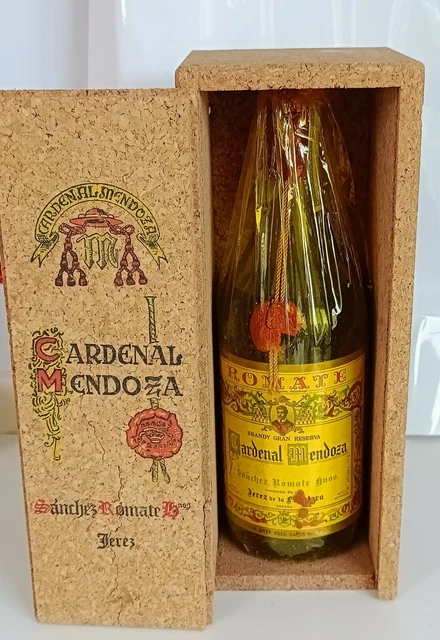 CARDENAL MENDOZA
M
CARDENAL
MENDOZA
Sánchez Romate Hnos
Jerez
ROMATE
BRANDY GRAN RESERVA
Cardenal Mendoza
Sánchez Romate Hnos
Jerez de la Frontera
ESPAÑA